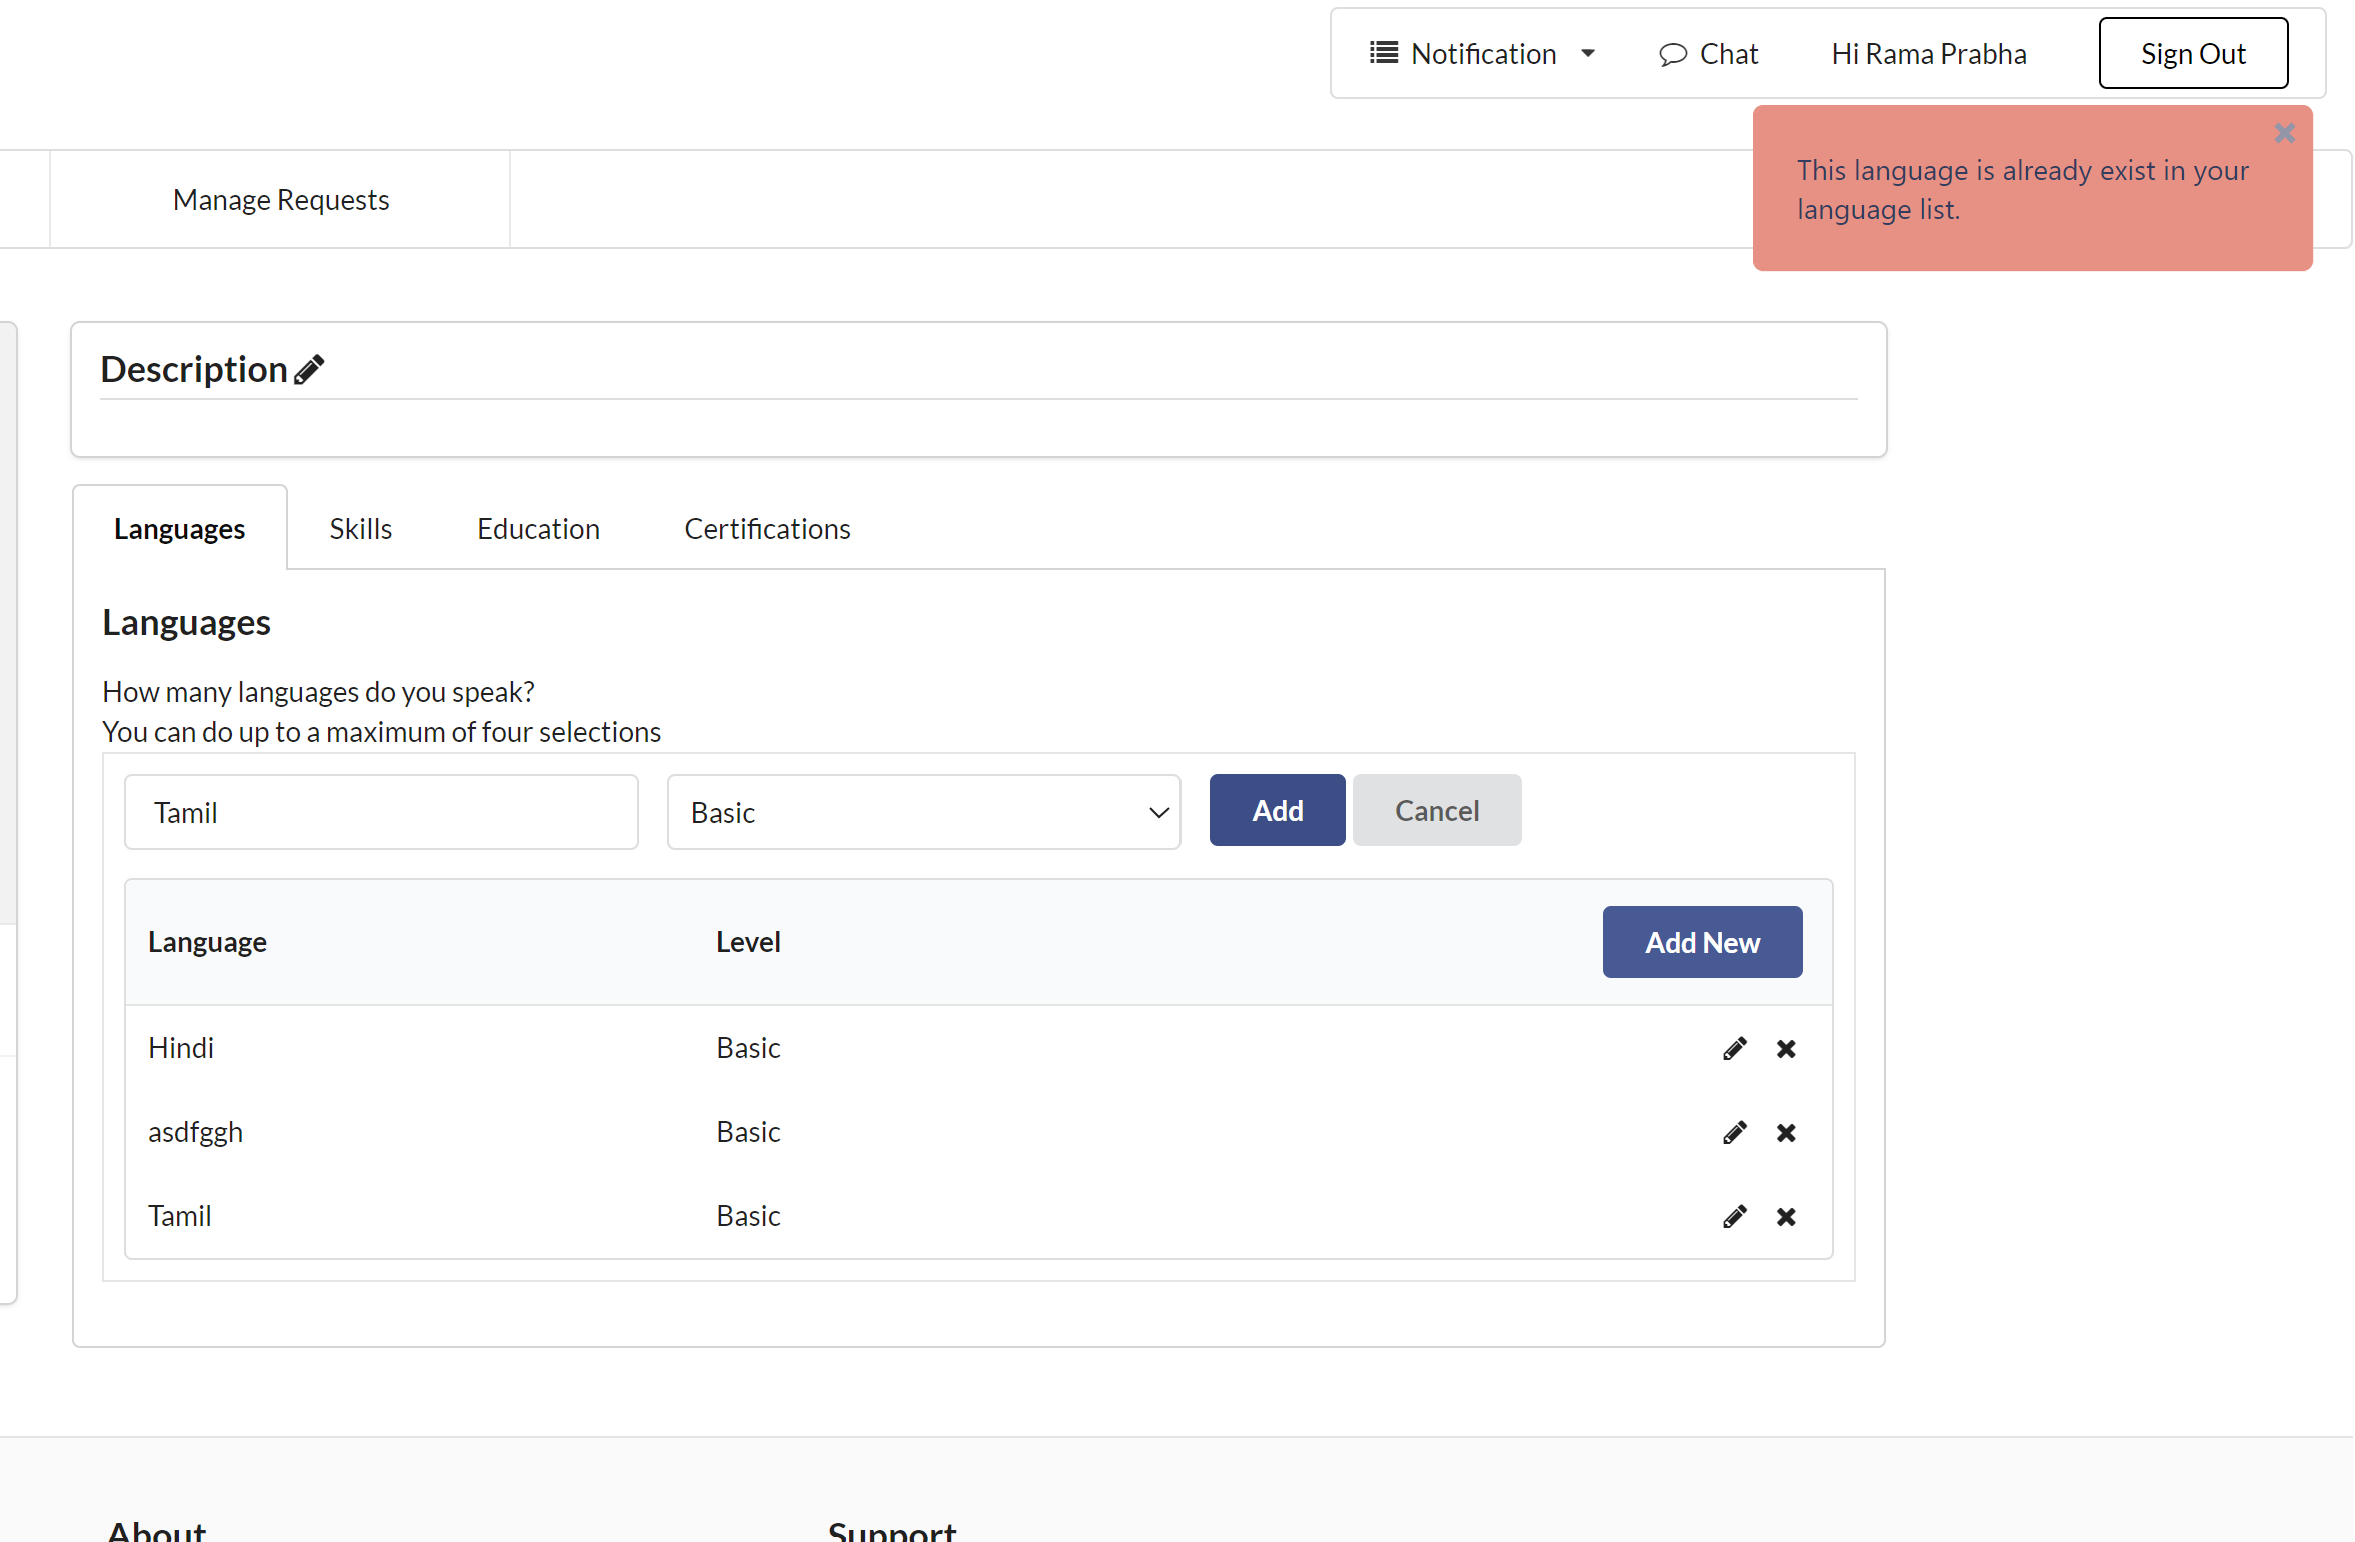 Notification Chat Hi Rama Prabha Sign Out
This language is already exist in your
language list.
Manage Requests
Description
Languages Skills Education Certifications
Languages
How many languages do you speak?
You can do up to a maximum of four selections
Tamil Basic Add Cancel
Language Level Add New
Hindi Basic
asdfggh Basic
Tamil Basic
About Support